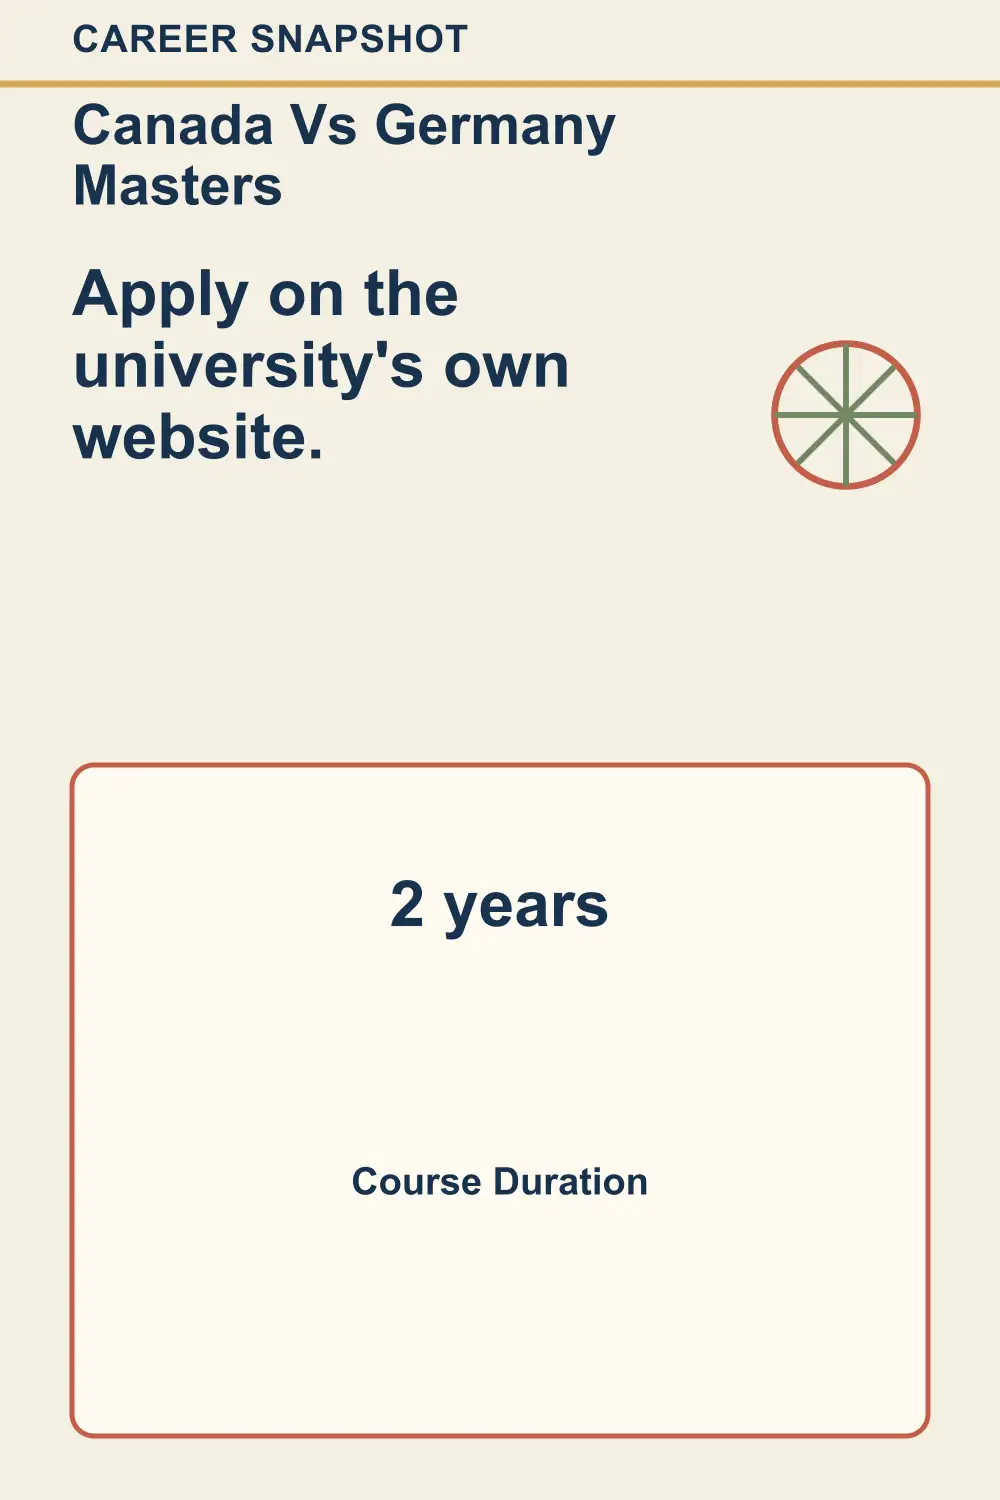 CAREER SNAPSHOT
Canada Vs Germany
Masters
Apply on the
university's own
website.
2 years
Course Duration